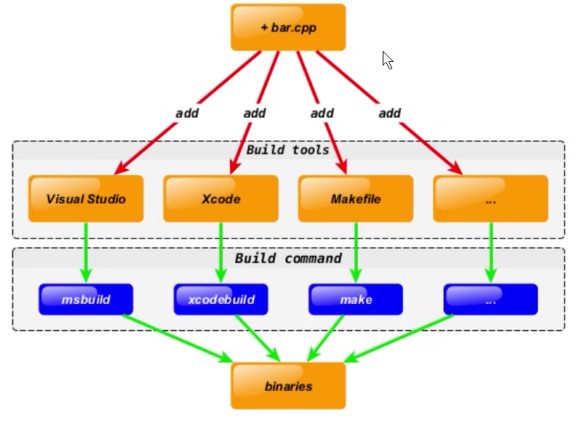 + bar.cpp
add add add add
Build tools
Visual Studio Xcode Makefile ...
Build command
msbuild xcodebuild make ...
binaries